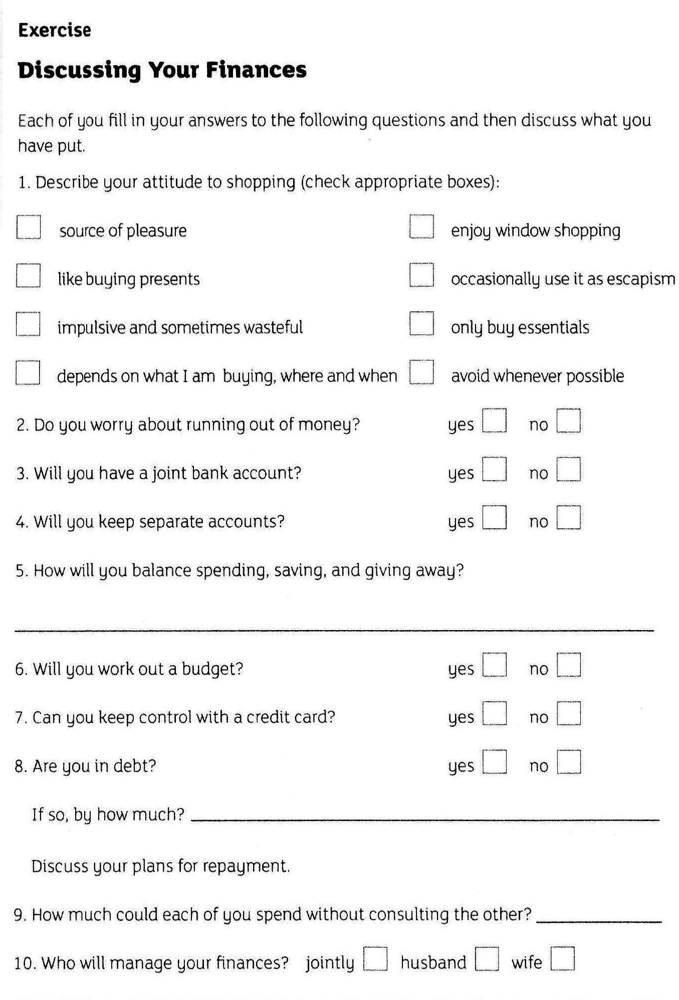 Exercise
Discussing Your Finances
Each of you fill in your answers to the following questions and then discuss what you
have put.
1. Describe your attitude to shopping (check appropriate boxes):
source of pleasure enjoy window shopping
like buying presents occasionally use it as escapism
impulsive and sometimes wasteful only buy essentials
depends on what I am buying, where and when avoid whenever possible
2. Do you worry about running out of money? yes no
3. Will you have a joint bank account? yes no
4. Will you keep separate accounts? yes no
5. How will you balance spending, saving, and giving away?
6. Will you work out a budget? yes no
7. Can you keep control with a credit card? yes no
8. Are you in debt? yes no
If so, by how much?
Discuss your plans for repayment.
9. How much could each of you spend without consulting the other?
10. Who will manage your finances? jointly husband wife